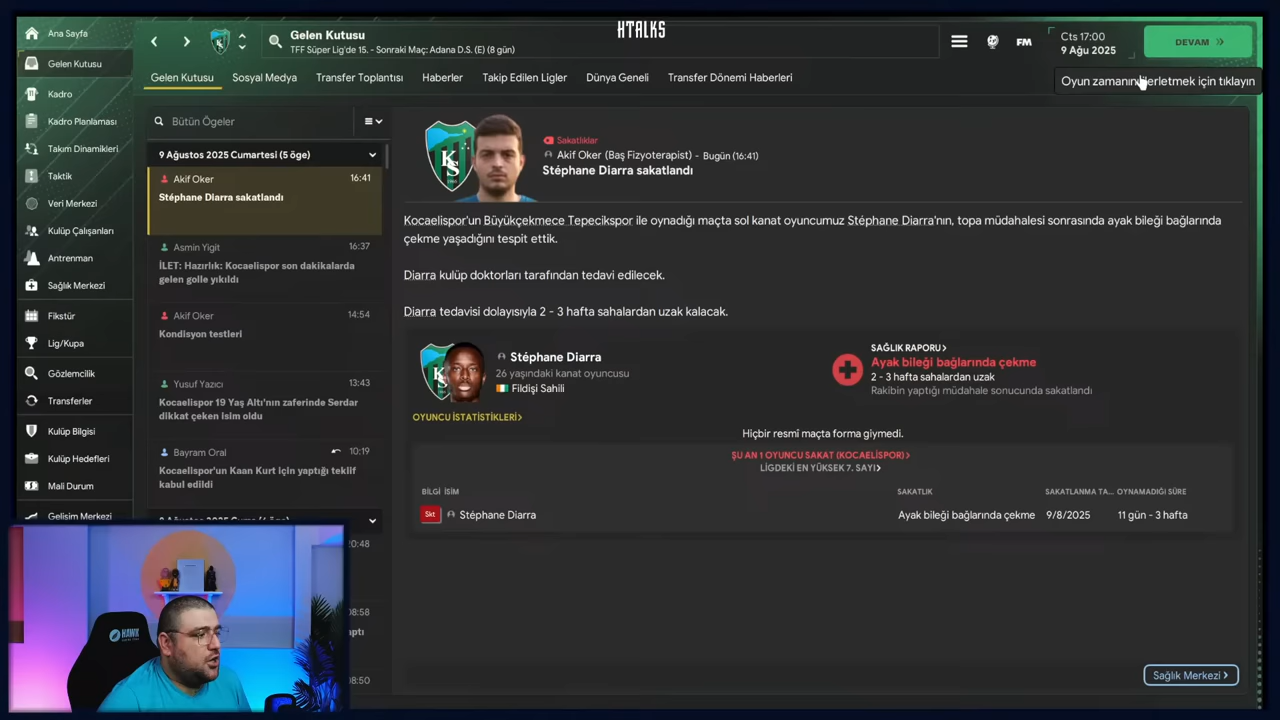 HTALKS
Ana Sayfa
Gelen Kutusu
Kadro
Kadro Planlaması
Takım Dinamikleri
Taktik
Veri Merkezi
Kulüp Çalışanları
Antrenman
Sağlık Merkezi
Fikstür
Lig/Kupa
Gözlemcilik
Transferler
Kulüp Bilgisi
Kulüp Hedefleri
Mali Durum
Gelişim Merkezi
Gelen Kutusu
TFF Süper Lig'de 15. - Sonraki Maç: Adana D.S. (E) (8 gün)
FM
Cts 17:00
9 Ağu 2025
DEVAM
Gelen Kutusu
Sosyal Medya
Transfer Toplantısı
Haberler
Takip Edilen Ligler
Dünya Geneli
Transfer Dönemi Haberleri
Oyun zamanını ilerletmek için tıklayın
Bütün Ögeler
9 Ağustos 2025 Cumartesi (5 öge)
Akif Oker 16:41
Stéphane Diarra sakatlandı
Asmin Yigit 16:37
İLET: Hazırlık: Kocaelispor son dakikalarda
gelen golle yıkıldı
Akif Oker 14:54
Kondisyon testleri
Yusuf Yazıcı 13:43
Kocaelispor 19 Yaş Altı'nın zaferinde Serdar
dikkat çeken isim oldu
Bayram Oral 10:19
Kocaelispor'un Kaan Kurt için yaptığı teklif
kabul edildi
20:48
08:58
08:50
Sakatlıklar
Akif Oker (Baş Fizyoterapist) - Bugün (16:41)
Stéphane Diarra sakatlandı
Kocaelispor'un Büyükçekmece Tepecikspor ile oynadığı maçta sol kanat oyuncumuz Stéphane Diarra'nın, topa müdahalesi sonrasında ayak bileği bağlarında
çekme yaşadığını tespit ettik.
Diarra kulüp doktorları tarafından tedavi edilecek.
Diarra tedavisi dolayısıyla 2 - 3 hafta sahalardan uzak kalacak.
Stéphane Diarra
26 yaşındaki kanat oyuncusu
Fildişi Sahili
OYUNCU İSTATİSTİKLERİ
SAĞLIK RAPORU
Ayak bileği bağlarında çekme
2 - 3 hafta sahalardan uzak
Rakibin yaptığı müdahale sonucunda sakatlandı
Hiçbir resmî maçta forma giymedi.
ŞU AN 1 OYUNCU SAKAT (KOCAELİSPOR)
LİGDEKİ EN YÜKSEK 7. SAYI
BİLGİ İSİM SAKATLIK SAKATLANMA TA... OYNAMADIĞI SÜRE
Skt Stéphane Diarra Ayak bileği bağlarında çekme 9/8/2025 11 gün - 3 hafta
Sağlık Merkezi
HAWK